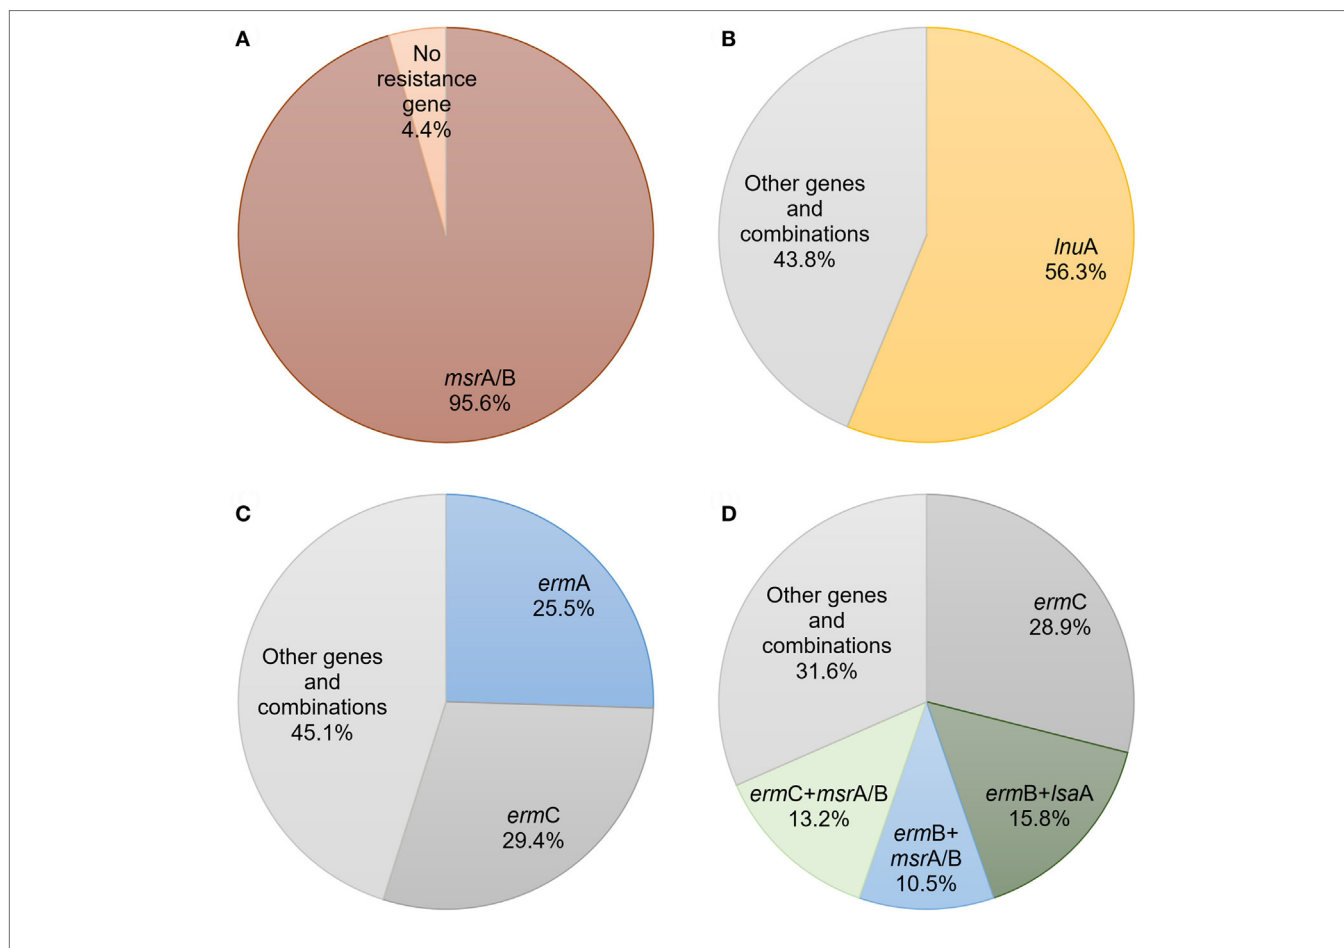 A
No
resistance
gene
4.4%
msrA/B
95.6%
B
Other genes
and
combinations
43.8%
lnuA
56.3%
C
ermA
25.5%
Other genes
and
combinations
45.1%
ermC
29.4%
D
Other genes
and
combinations
31.6%
ermC
28.9%
ermC+msrA/B
13.2%
ermB+
msrA/B
10.5%
ermB+lsaA
15.8%